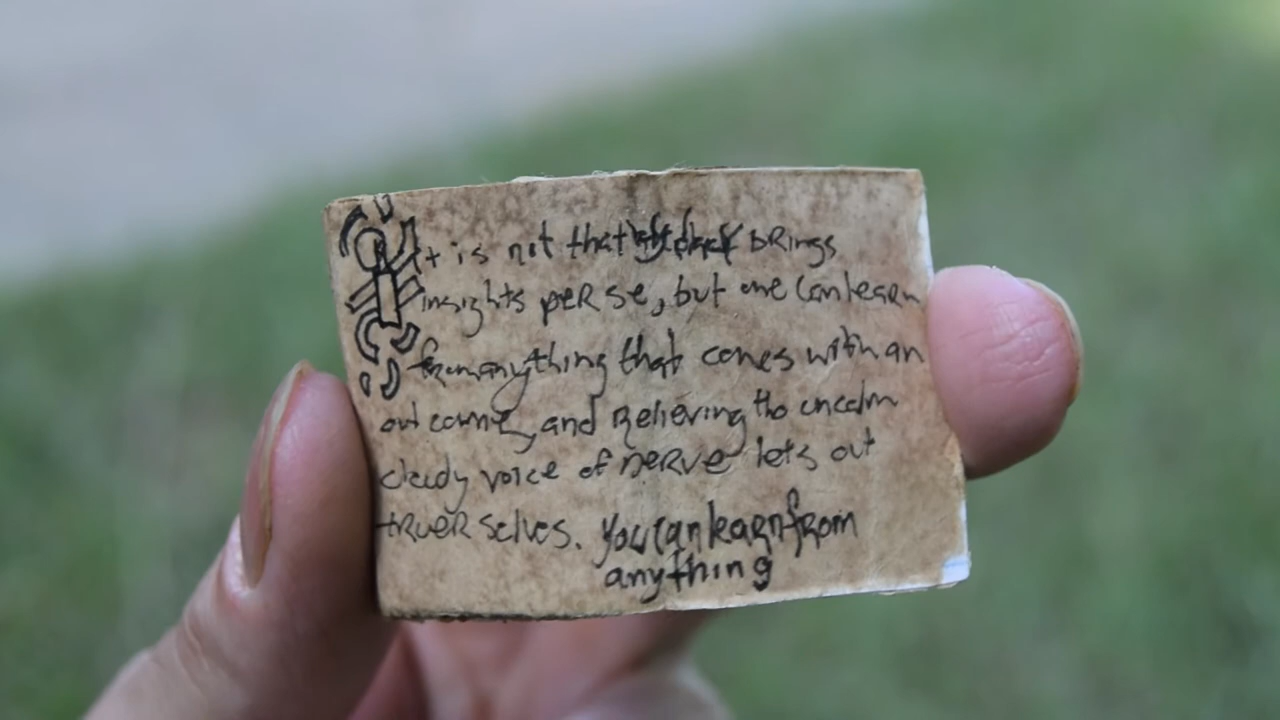 It is not that brings
insights per se, but one can learn
from anything that comes with an
outcome, and relieving the uncalm
cloudy voice of nerve lets out
truer selves. You can learn from
anything